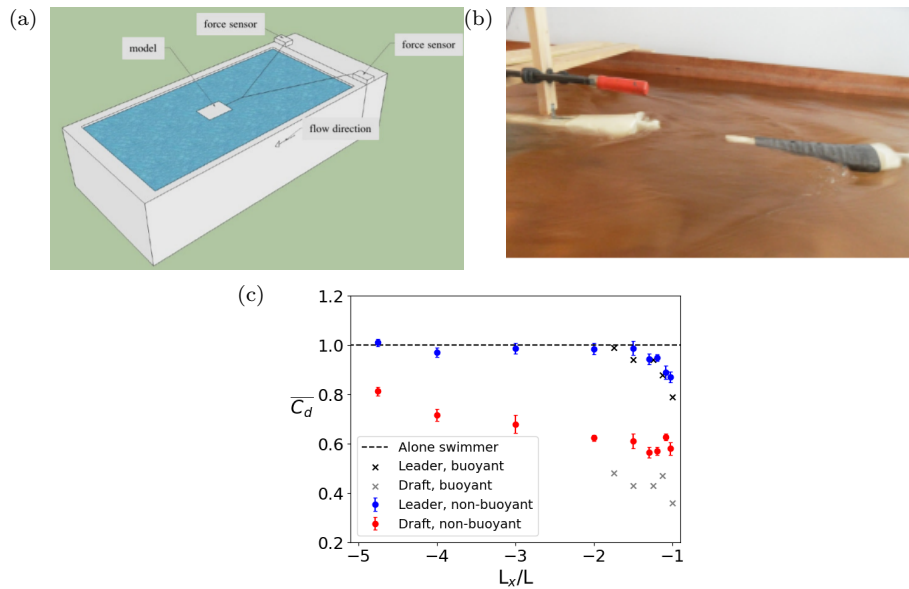 (a)
force sensor
model
force sensor
flow direction
(b)
(c)
1.2
1.0
0.8
0.6
0.4
0.2
C_d
Alone swimmer
Leader, buoyant
Draft, buoyant
Leader, non-buoyant
Draft, non-buoyant
−5 −4 −3 −2 −1
L_x/L